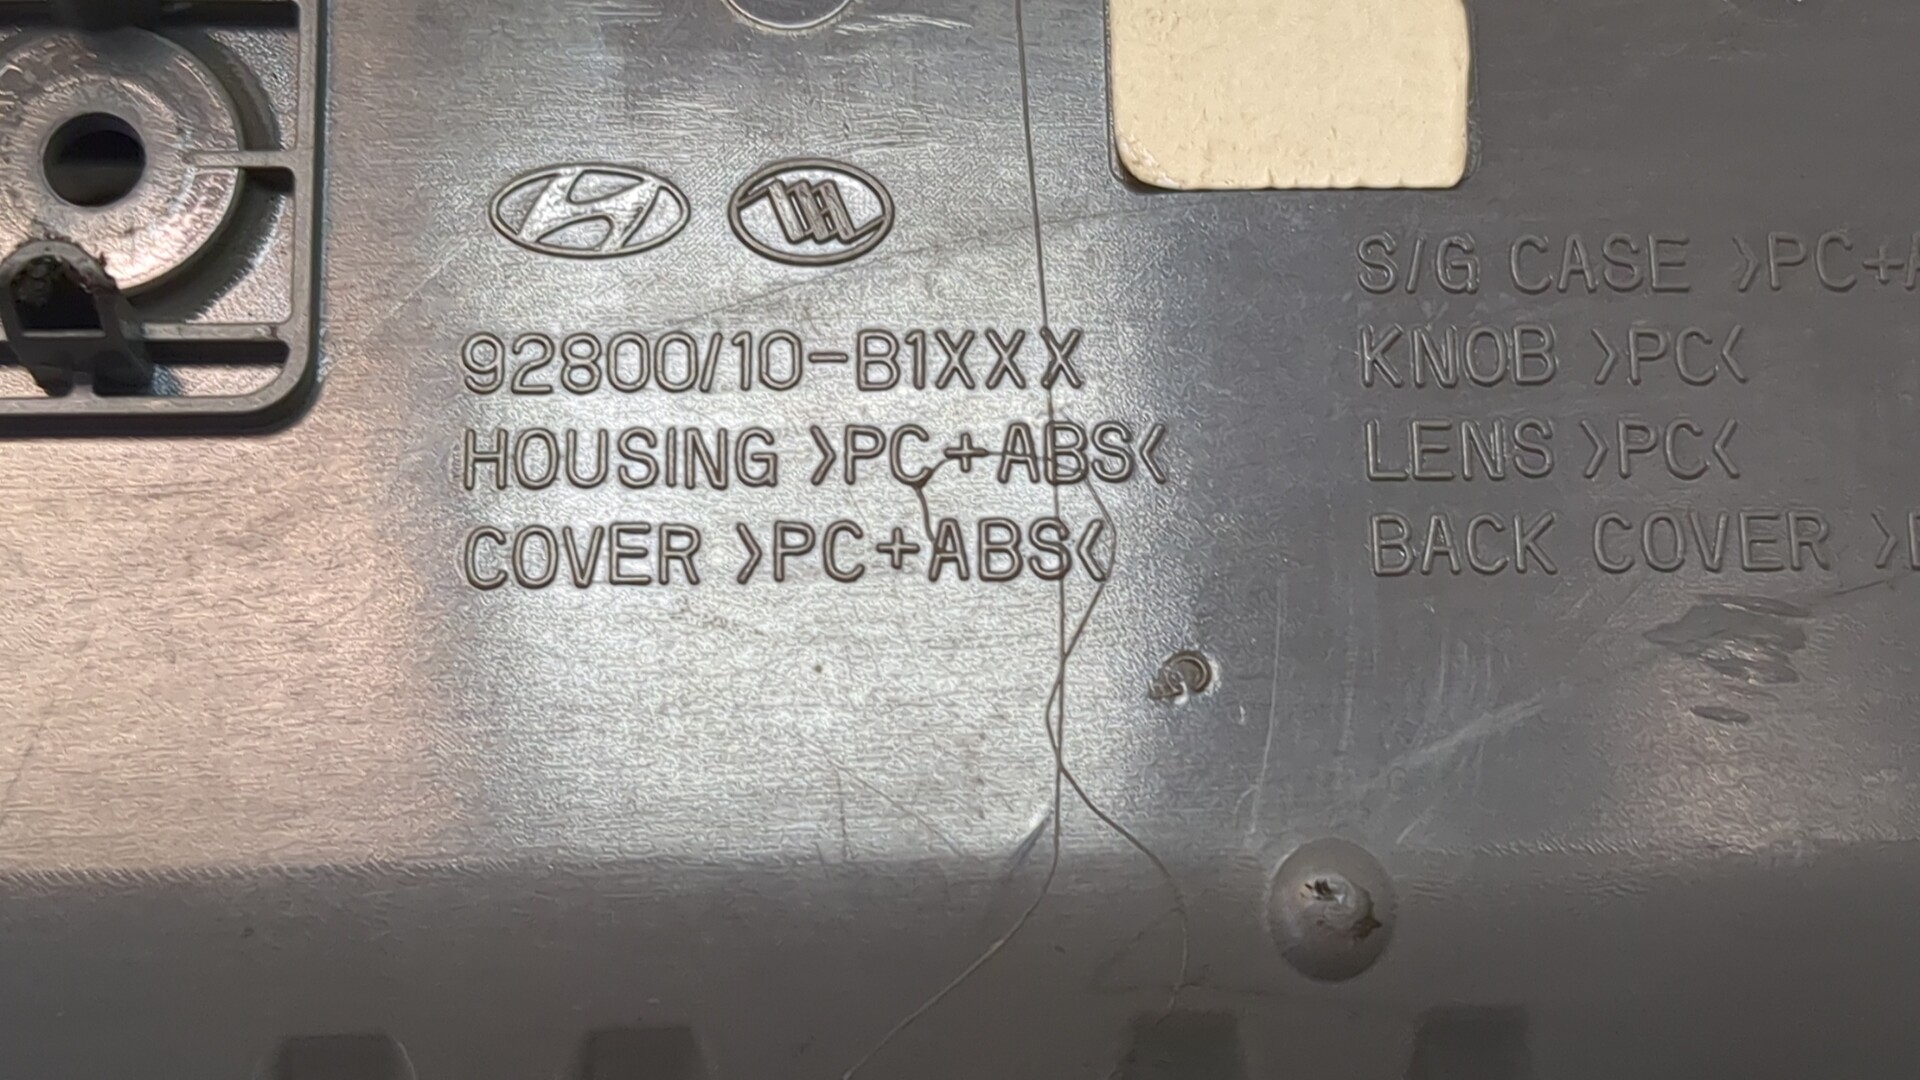 92800/10-B1XXX
HOUSING >PC+ABS<
COVER >PC+ABS<
S/G CASE >PC+A
KNOB >PC<
LENS >PC<
BACK COVER >